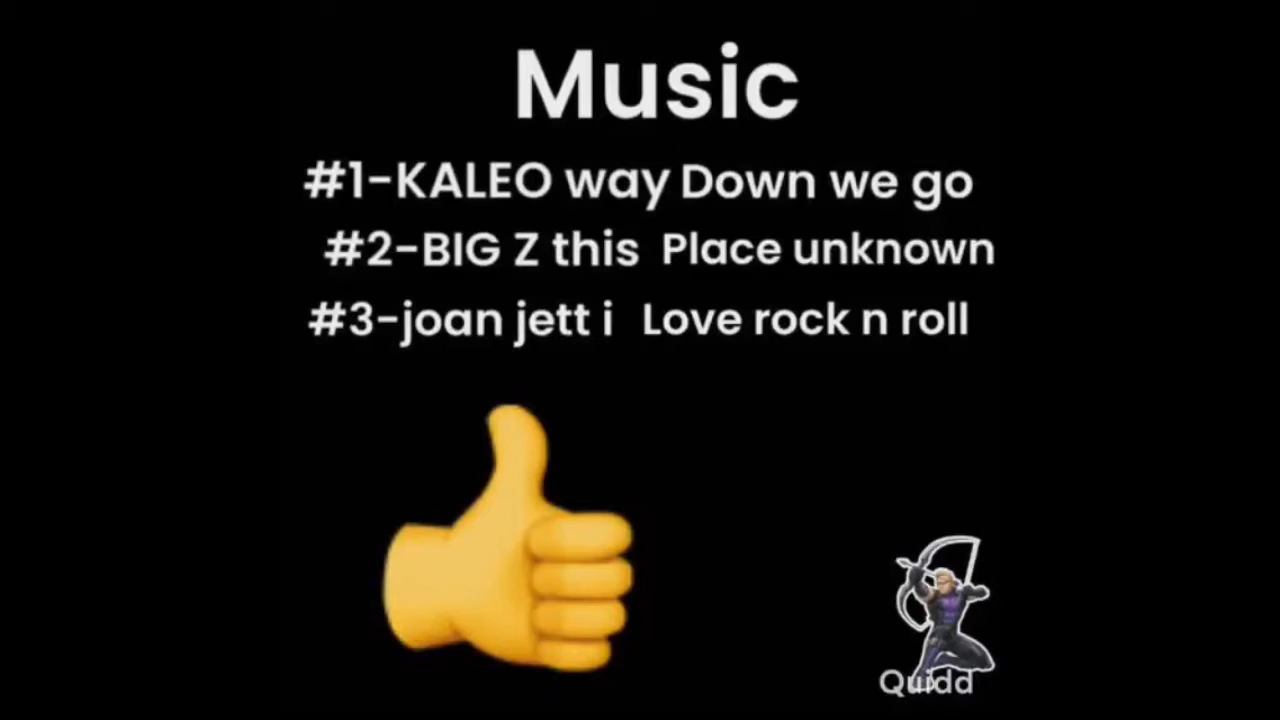 Music
#1-KALEO way Down we go
#2-BIG Z this Place unknown
#3-joan jett i Love rock n roll
Quidd